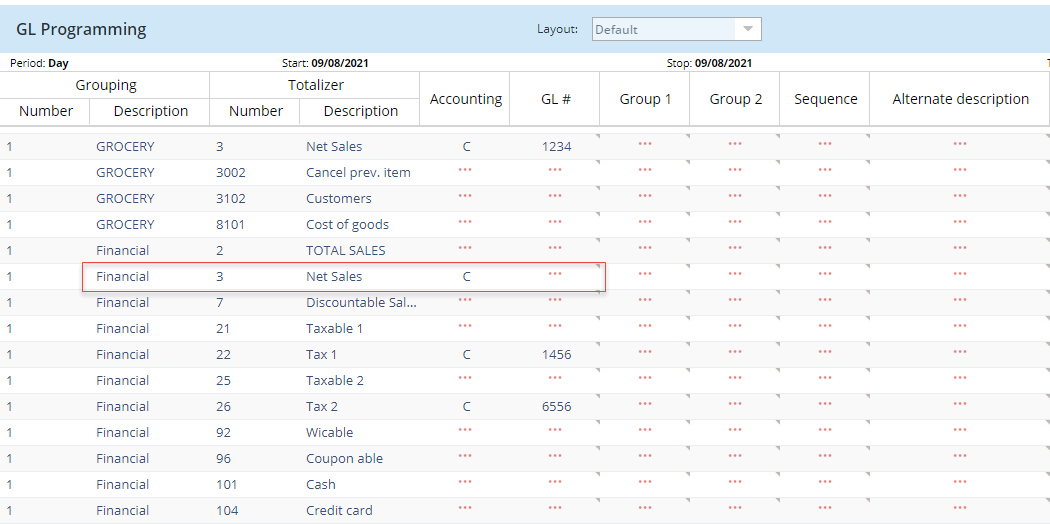 GL Programming Layout: Default
Period: Day Start: 09/08/2021 Stop: 09/08/2021
Grouping Totalizer Accounting GL # Group 1 Group 2 Sequence Alternate description
Number Description Number Description
1 GROCERY 3 Net Sales C 1234 *** *** *** ***
1 GROCERY 3002 Cancel prev. item *** *** *** *** *** ***
1 GROCERY 3102 Customers *** *** *** *** *** ***
1 GROCERY 8101 Cost of goods *** *** *** *** *** ***
1 Financial 2 TOTAL SALES *** *** *** *** *** ***
1 Financial 3 Net Sales C *** *** *** *** ***
1 Financial 7 Discountable Sal... *** *** *** *** *** ***
1 Financial 21 Taxable 1 *** *** *** *** *** ***
1 Financial 22 Tax 1 C 1456 *** *** *** ***
1 Financial 25 Taxable 2 *** *** *** *** *** ***
1 Financial 26 Tax 2 C 6556 *** *** *** ***
1 Financial 92 Wicable *** *** *** *** *** ***
1 Financial 96 Coupon able *** *** *** *** *** ***
1 Financial 101 Cash *** *** *** *** *** ***
1 Financial 104 Credit card *** *** *** *** *** ***